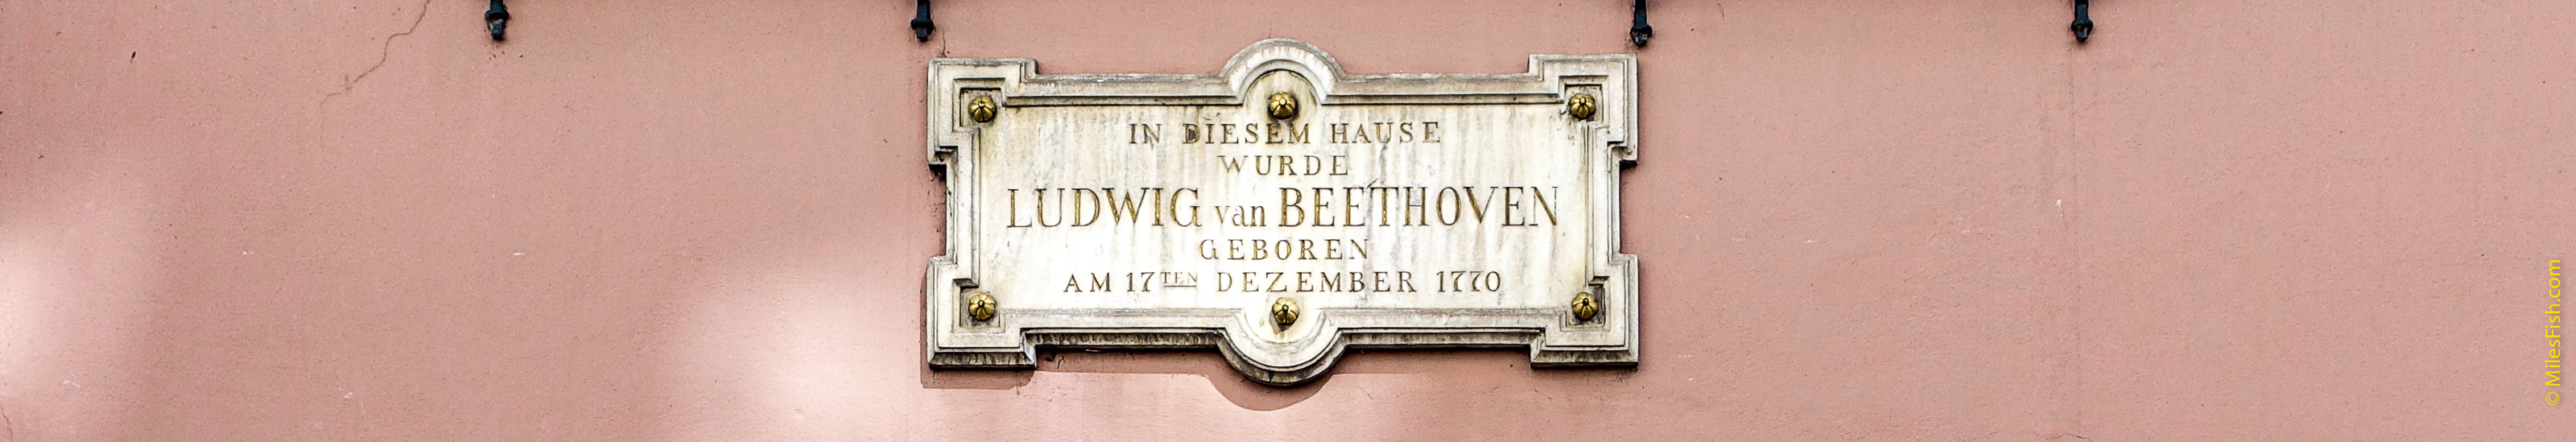 IN DIESEM HAUSE
WURDE
LUDWIG van BEETHOVEN
GEBOREN
AM 17TEN DEZEMBER 1770
© MilesFish.com